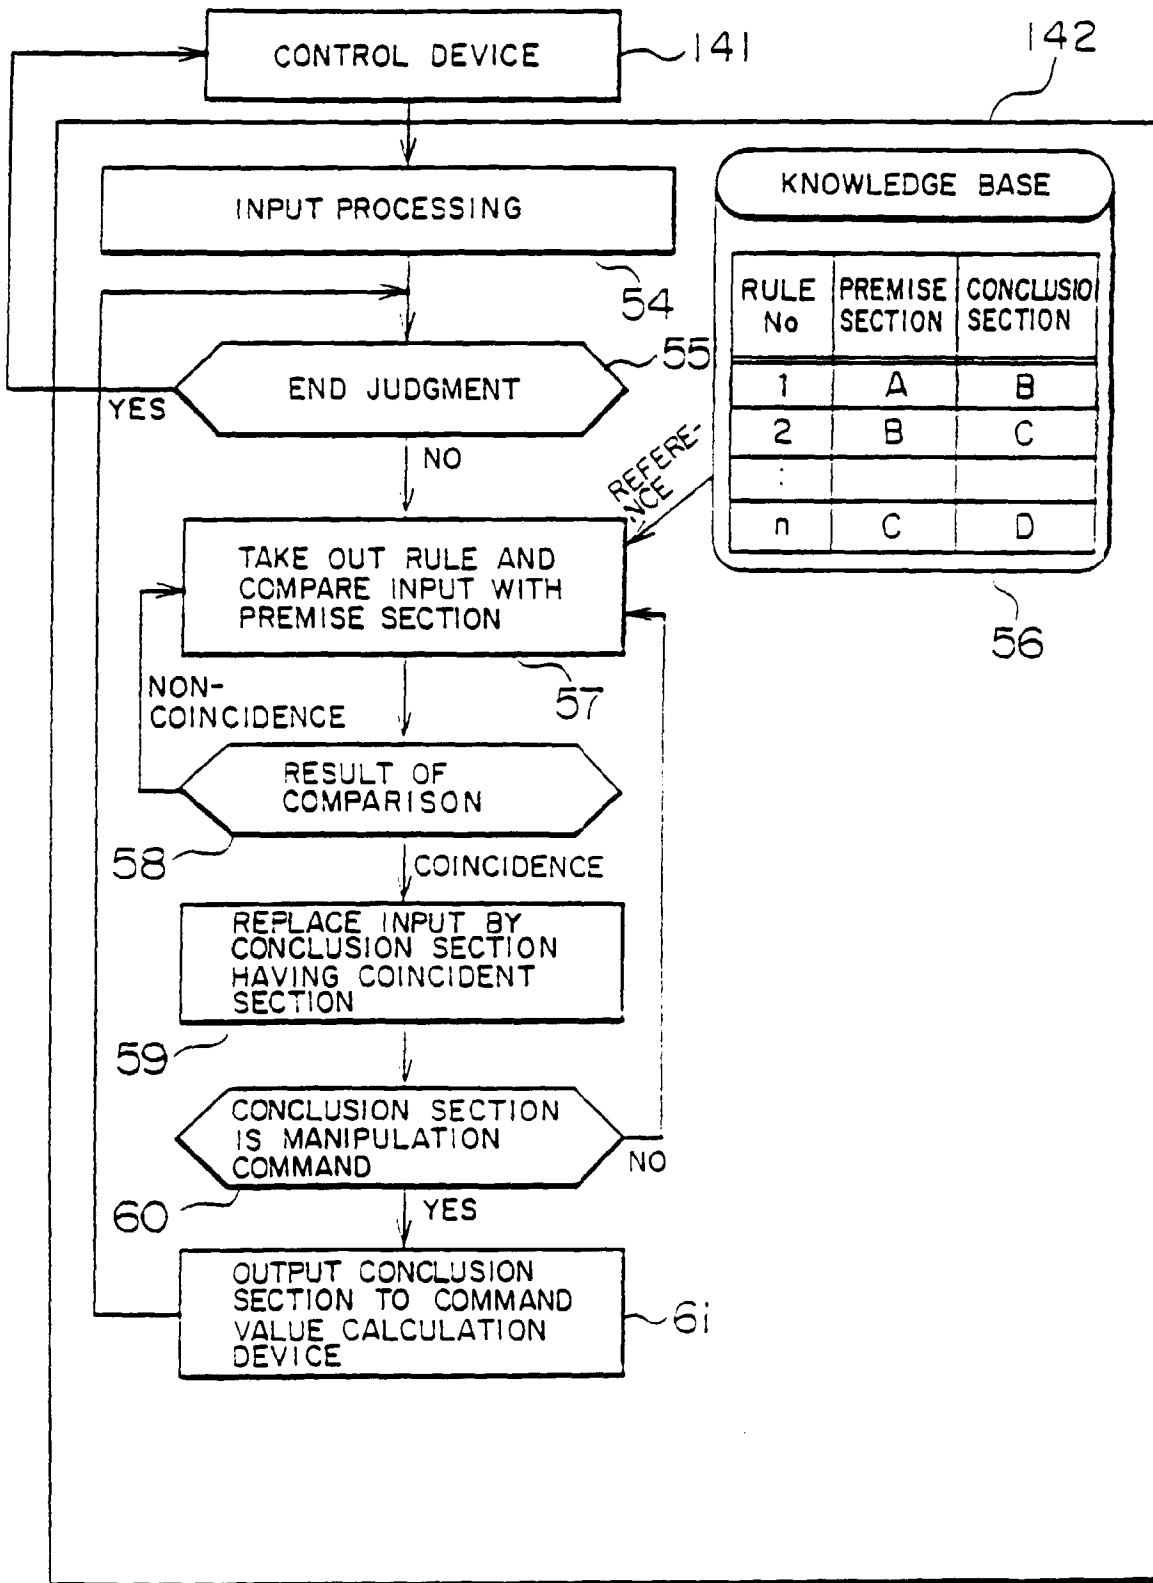 CONTROL DEVICE
141
142
INPUT PROCESSING
54
KNOWLEDGE BASE
RULE No
PREMISE SECTION
CONCLUSIO SECTION
1 A B
2 B C
:
n C D
56
END JUDGMENT
55
YES
NO
REFERE-
NCE
TAKE OUT RULE AND
COMPARE INPUT WITH
PREMISE SECTION
57
NON-
COINCIDENCE
RESULT OF
COMPARISON
58
COINCIDENCE
REPLACE INPUT BY
CONCLUSION SECTION
HAVING COINCIDENT
SECTION
59
CONCLUSION SECTION
IS MANIPULATION
COMMAND
NO
60
YES
OUTPUT CONCLUSION
SECTION TO COMMAND
VALUE CALCULATION
DEVICE
61